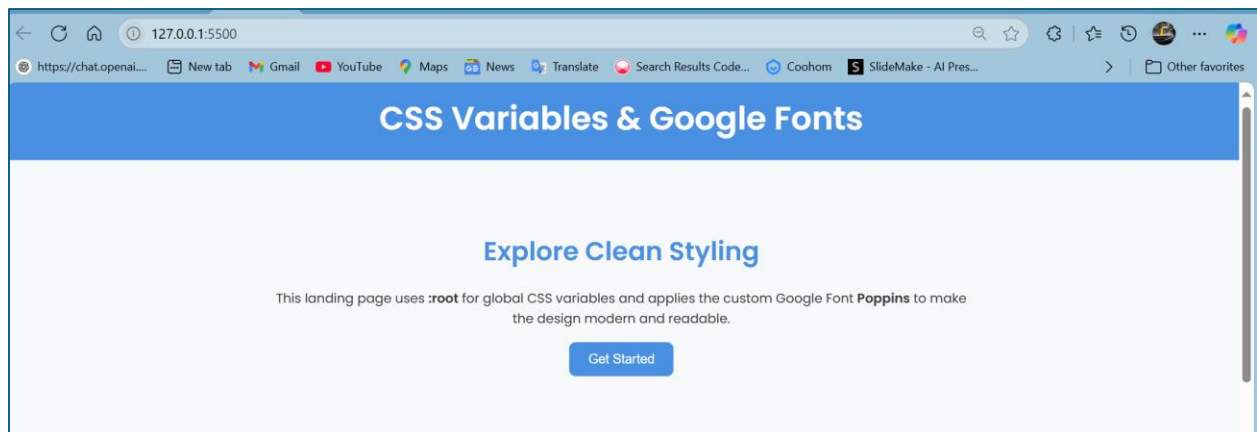 127.0.0.1:5500
https://chat.openai.... New tab Gmail YouTube Maps News Translate Search Results Code... Coohom SlideMake - AI Pres... Other favorites
CSS Variables & Google Fonts
Explore Clean Styling
This landing page uses :root for global CSS variables and applies the custom Google Font Poppins to make
the design modern and readable.
Get Started